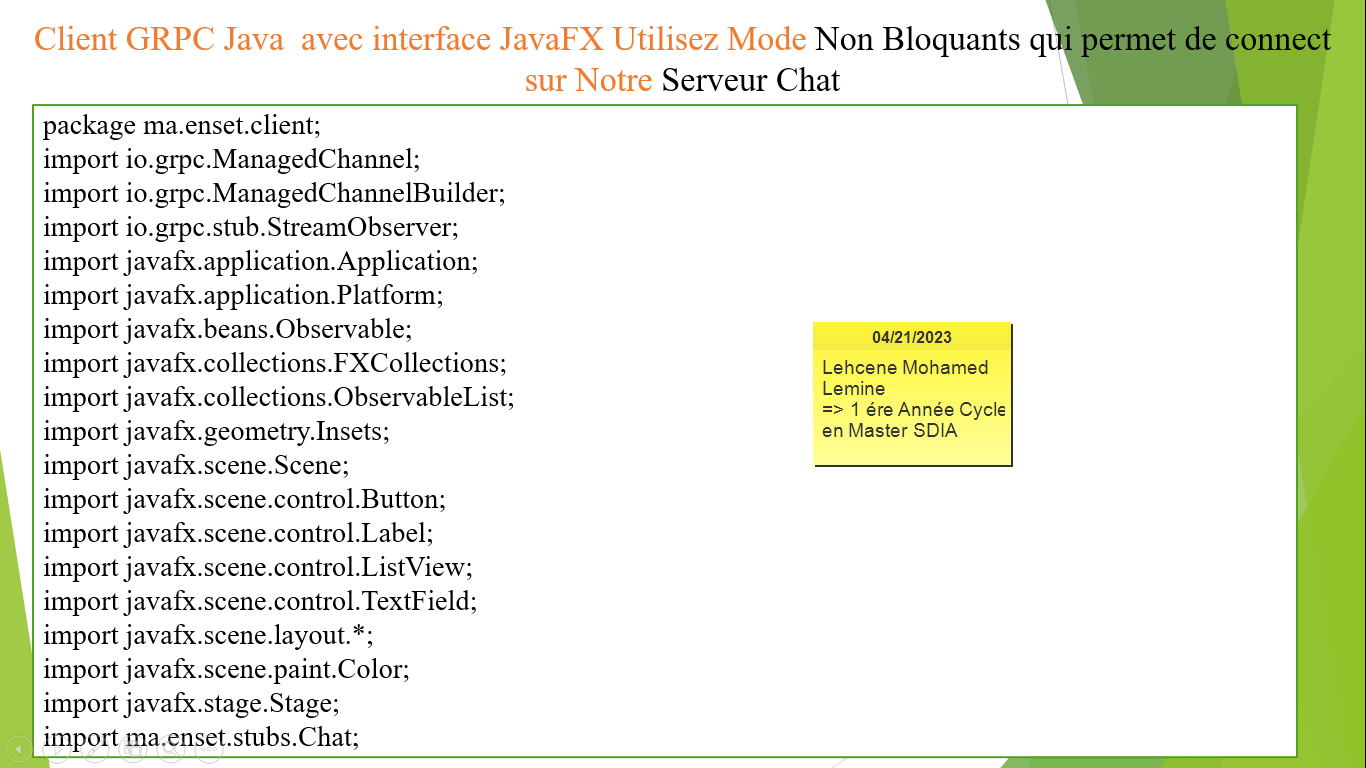 Client GRPC Java  avec interface JavaFX Utilisez Mode Non Bloquants qui permet de connect
sur Notre Serveur Chat
package ma.enset.client;
import io.grpc.ManagedChannel;
import io.grpc.ManagedChannelBuilder;
import io.grpc.stub.StreamObserver;
import javafx.application.Application;
import javafx.application.Platform;
import javafx.beans.Observable;
import javafx.collections.FXCollections;
import javafx.collections.ObservableList;
import javafx.geometry.Insets;
import javafx.scene.Scene;
import javafx.scene.control.Button;
import javafx.scene.control.Label;
import javafx.scene.control.ListView;
import javafx.scene.control.TextField;
import javafx.scene.layout.*;
import javafx.scene.paint.Color;
import javafx.stage.Stage;
import ma.enset.stubs.Chat;
04/21/2023
Lehcene Mohamed
Lemine
=> 1 ére Année Cycle
en Master SDIA